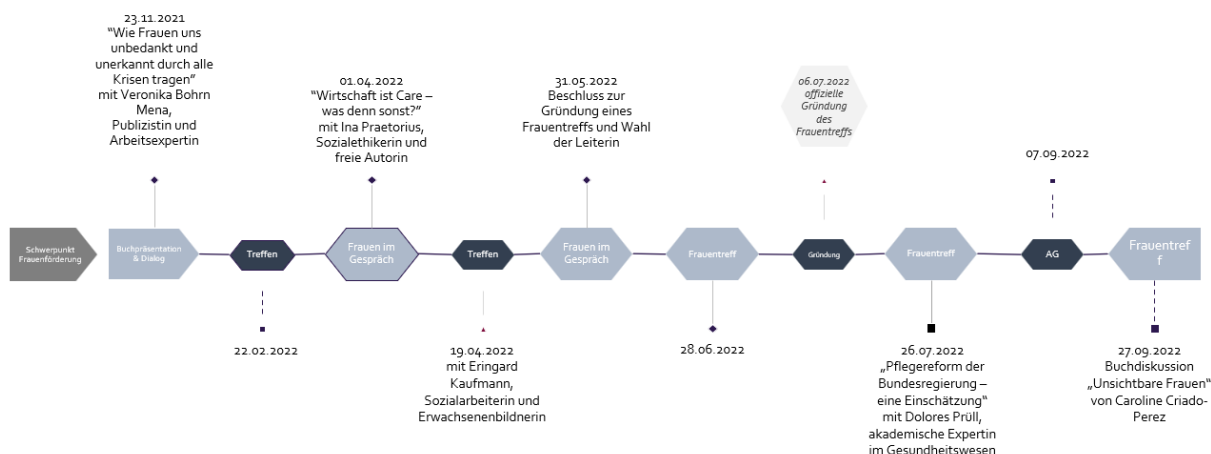 23.11.2021
"Wie Frauen uns
unbedankt und
unerkannt durch alle
Krisen tragen"
mit Veronika Bohrn
Mena,
Publizistin und
Arbeitsexpertin
01.04.2022
"Wirtschaft ist Care –
was denn sonst?"
mit Ina Praetorius,
Sozialethikerin und
freie Autorin
31.05.2022
Beschluss zur
Gründung eines
Frauentreffs und Wahl
der Leiterin
06.07.2022
offizielle
Gründung
des
Frauentreffs
07.09.2022
Schwerpunkt
Frauenförderung
Buchpräsentation
& Dialog
Treffen
Frauen im
Gespräch
Treffen
Frauen im
Gespräch
Frauentreff
Gründung
Frauentreff
AG
Frauentref
f
22.02.2022
19.04.2022
mit Eringard
Kaufmann,
Sozialarbeiterin und
Erwachsenenbildnerin
28.06.2022
26.07.2022
„Pflegereform der
Bundesregierung –
eine Einschätzung"
mit Dolores Prüll,
akademische Expertin
im Gesundheitswesen
27.09.2022
Buchdiskussion
„Unsichtbare Frauen"
von Caroline Criado-
Perez